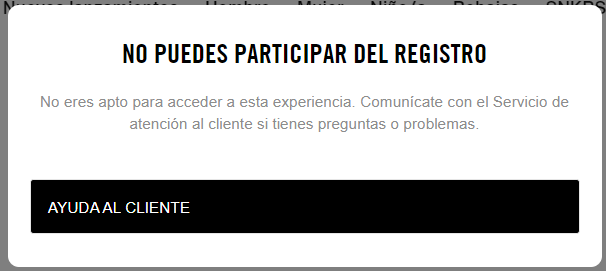 Nuevos lanzamientos Hombre Mujer Niño/a Rebajas SNKRS
NO PUEDES PARTICIPAR DEL REGISTRO
No eres apto para acceder a esta experiencia. Comunícate con el Servicio de
atención al cliente si tienes preguntas o problemas.
AYUDA AL CLIENTE